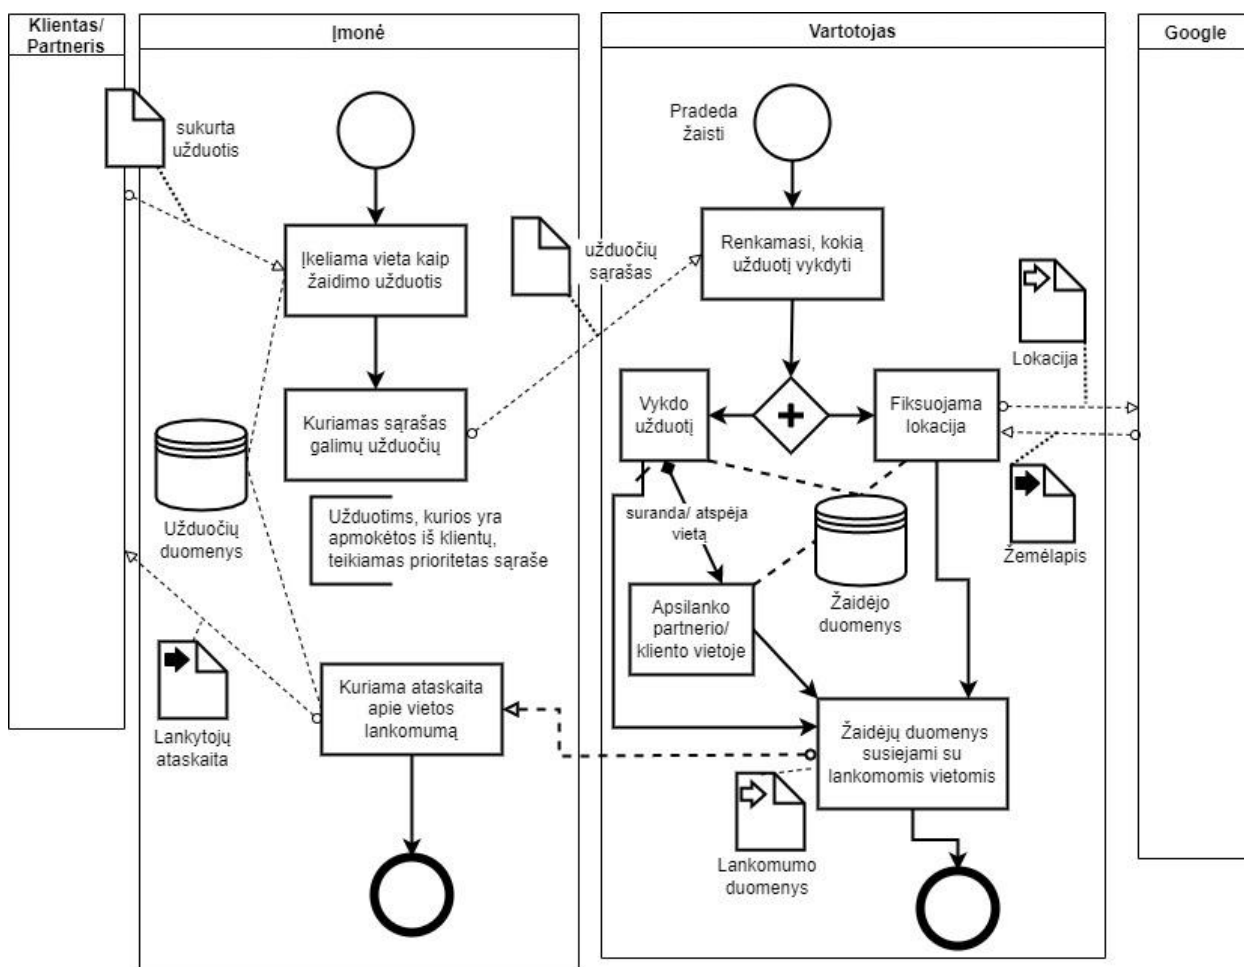 Klientas/
Partneris
Įmonė
Vartotojas
Google
sukurta
užduotis
Pradeda
žaisti
Įkeliama vieta kaip
žaidimo užduotis
užduočių
sąrašas
Renkamasi, kokią
užduotį vykdyti
Lokacija
Kuriamas sąrašas
galimų užduočių
Vykdo
užduotį
Fiksuojama
lokacija
Užduočių
duomenys
Užduotims, kurios yra
apmokėtos iš klientų,
teikiamas prioritetas sąraše
suranda/ atspėja
vietą
Žemėlapis
Žaidėjo
duomenys
Apsilanko
partnerio/
kliento vietoje
Kuriama ataskaita
apie vietos
lankomumą
Lankytojų
ataskaita
Žaidėjų duomenys
susiejami su
lankomomis vietomis
Lankomumo
duomenys